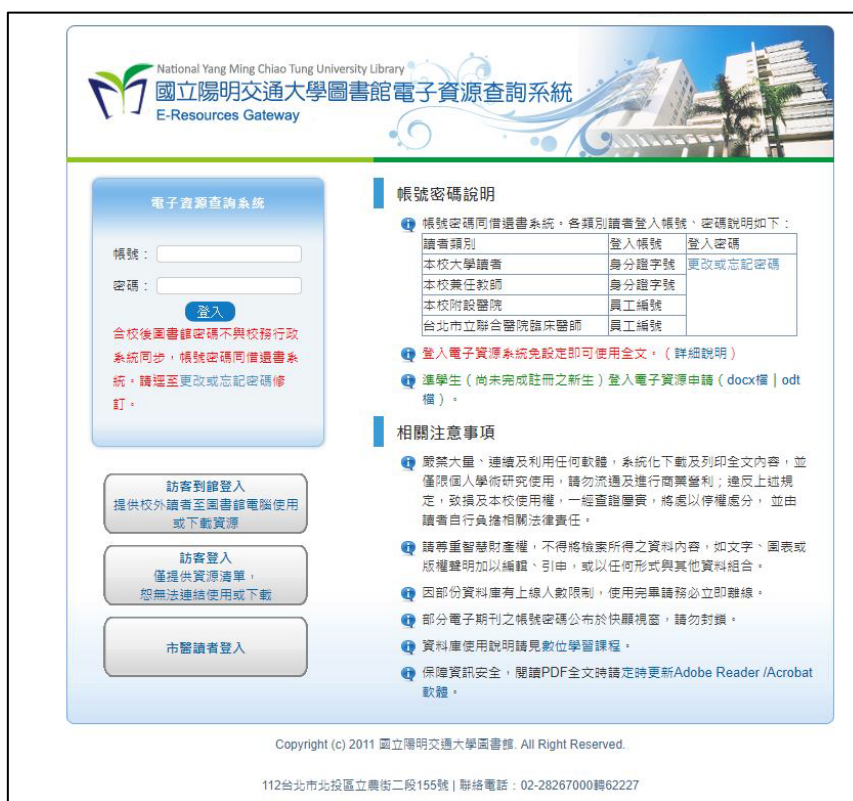 National Yang Ming Chiao Tung University Library
國立陽明交通大學圖書館電子資源查詢系統
E-Resources Gateway
電子資源查詢系統
帳號：
密碼：
登入
合校後圖書館密碼不與校務行政
系統同步，帳號密碼同借還書系
統。請逕至更改或忘記密碼修
訂。
訪客到館登入
提供校外讀者至圖書館電腦使用
或下載資源
訪客登入
僅提供資源清單，
恕無法連結使用或下載
市醫讀者登入
帳號密碼說明
帳號密碼同借還書系統。各類別讀者登入帳號、密碼說明如下：
讀者類別 登入帳號 登入密碼
本校大學讀者 身分證字號 更改或忘記密碼
本校兼任教師 身分證字號
本校附設醫院 員工編號
台北市立聯合醫院臨床醫師 員工編號
登入電子資源系統免設定即可使用全文。（詳細說明）
準學生（尚未完成註冊之新生）登入電子資源申請（docx檔 | odt
檔）。
相關注意事項
嚴禁大量、連續及利用任何軟體，系統化下載及列印全文內容，並
僅限個人學術研究使用，請勿流通及進行商業營利；違反上述規
定，致損及本校使用權，一經查證屬實，將處以停權處分， 並由
讀者自行負擔相關法律責任。
請尊重智慧財產權，不得將檢索所得之資料內容，如文字、圖表或
版權聲明加以編輯、引申，或以任何形式與其他資料組合。
因部份資料庫有上線人數限制，使用完畢請務必立即離線。
部分電子期刊之帳號密碼公布於快顯視窗，請勿封鎖。
資料庫使用說明請見數位學習課程。
保障資訊安全，閱讀PDF全文時請定時更新Adobe Reader /Acrobat
軟體。
Copyright (c) 2011 國立陽明交通大學圖書館. All Right Reserved.
112台北市北投區立農街二段155號 | 聯絡電話：02-28267000轉62227